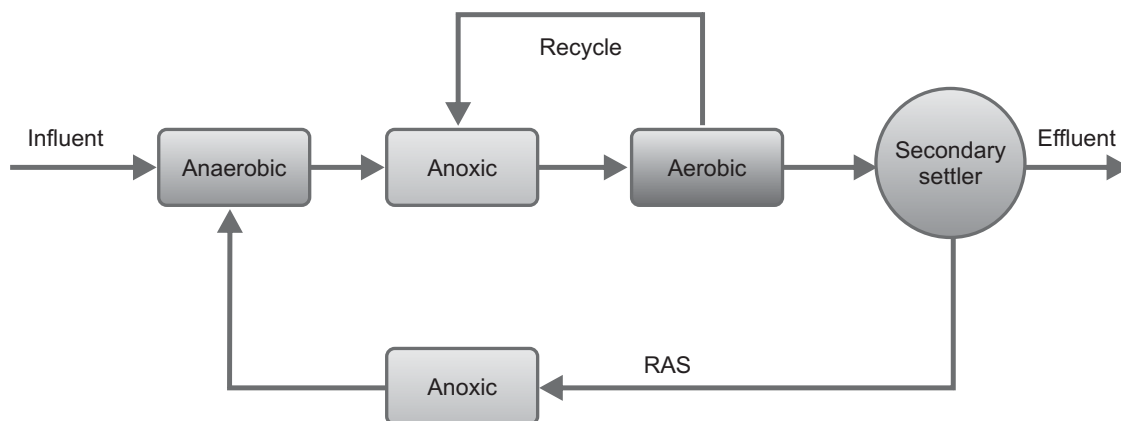 Recycle
Influent
Anaerobic
Anoxic
Aerobic
Secondary
settler
Effluent
RAS
Anoxic